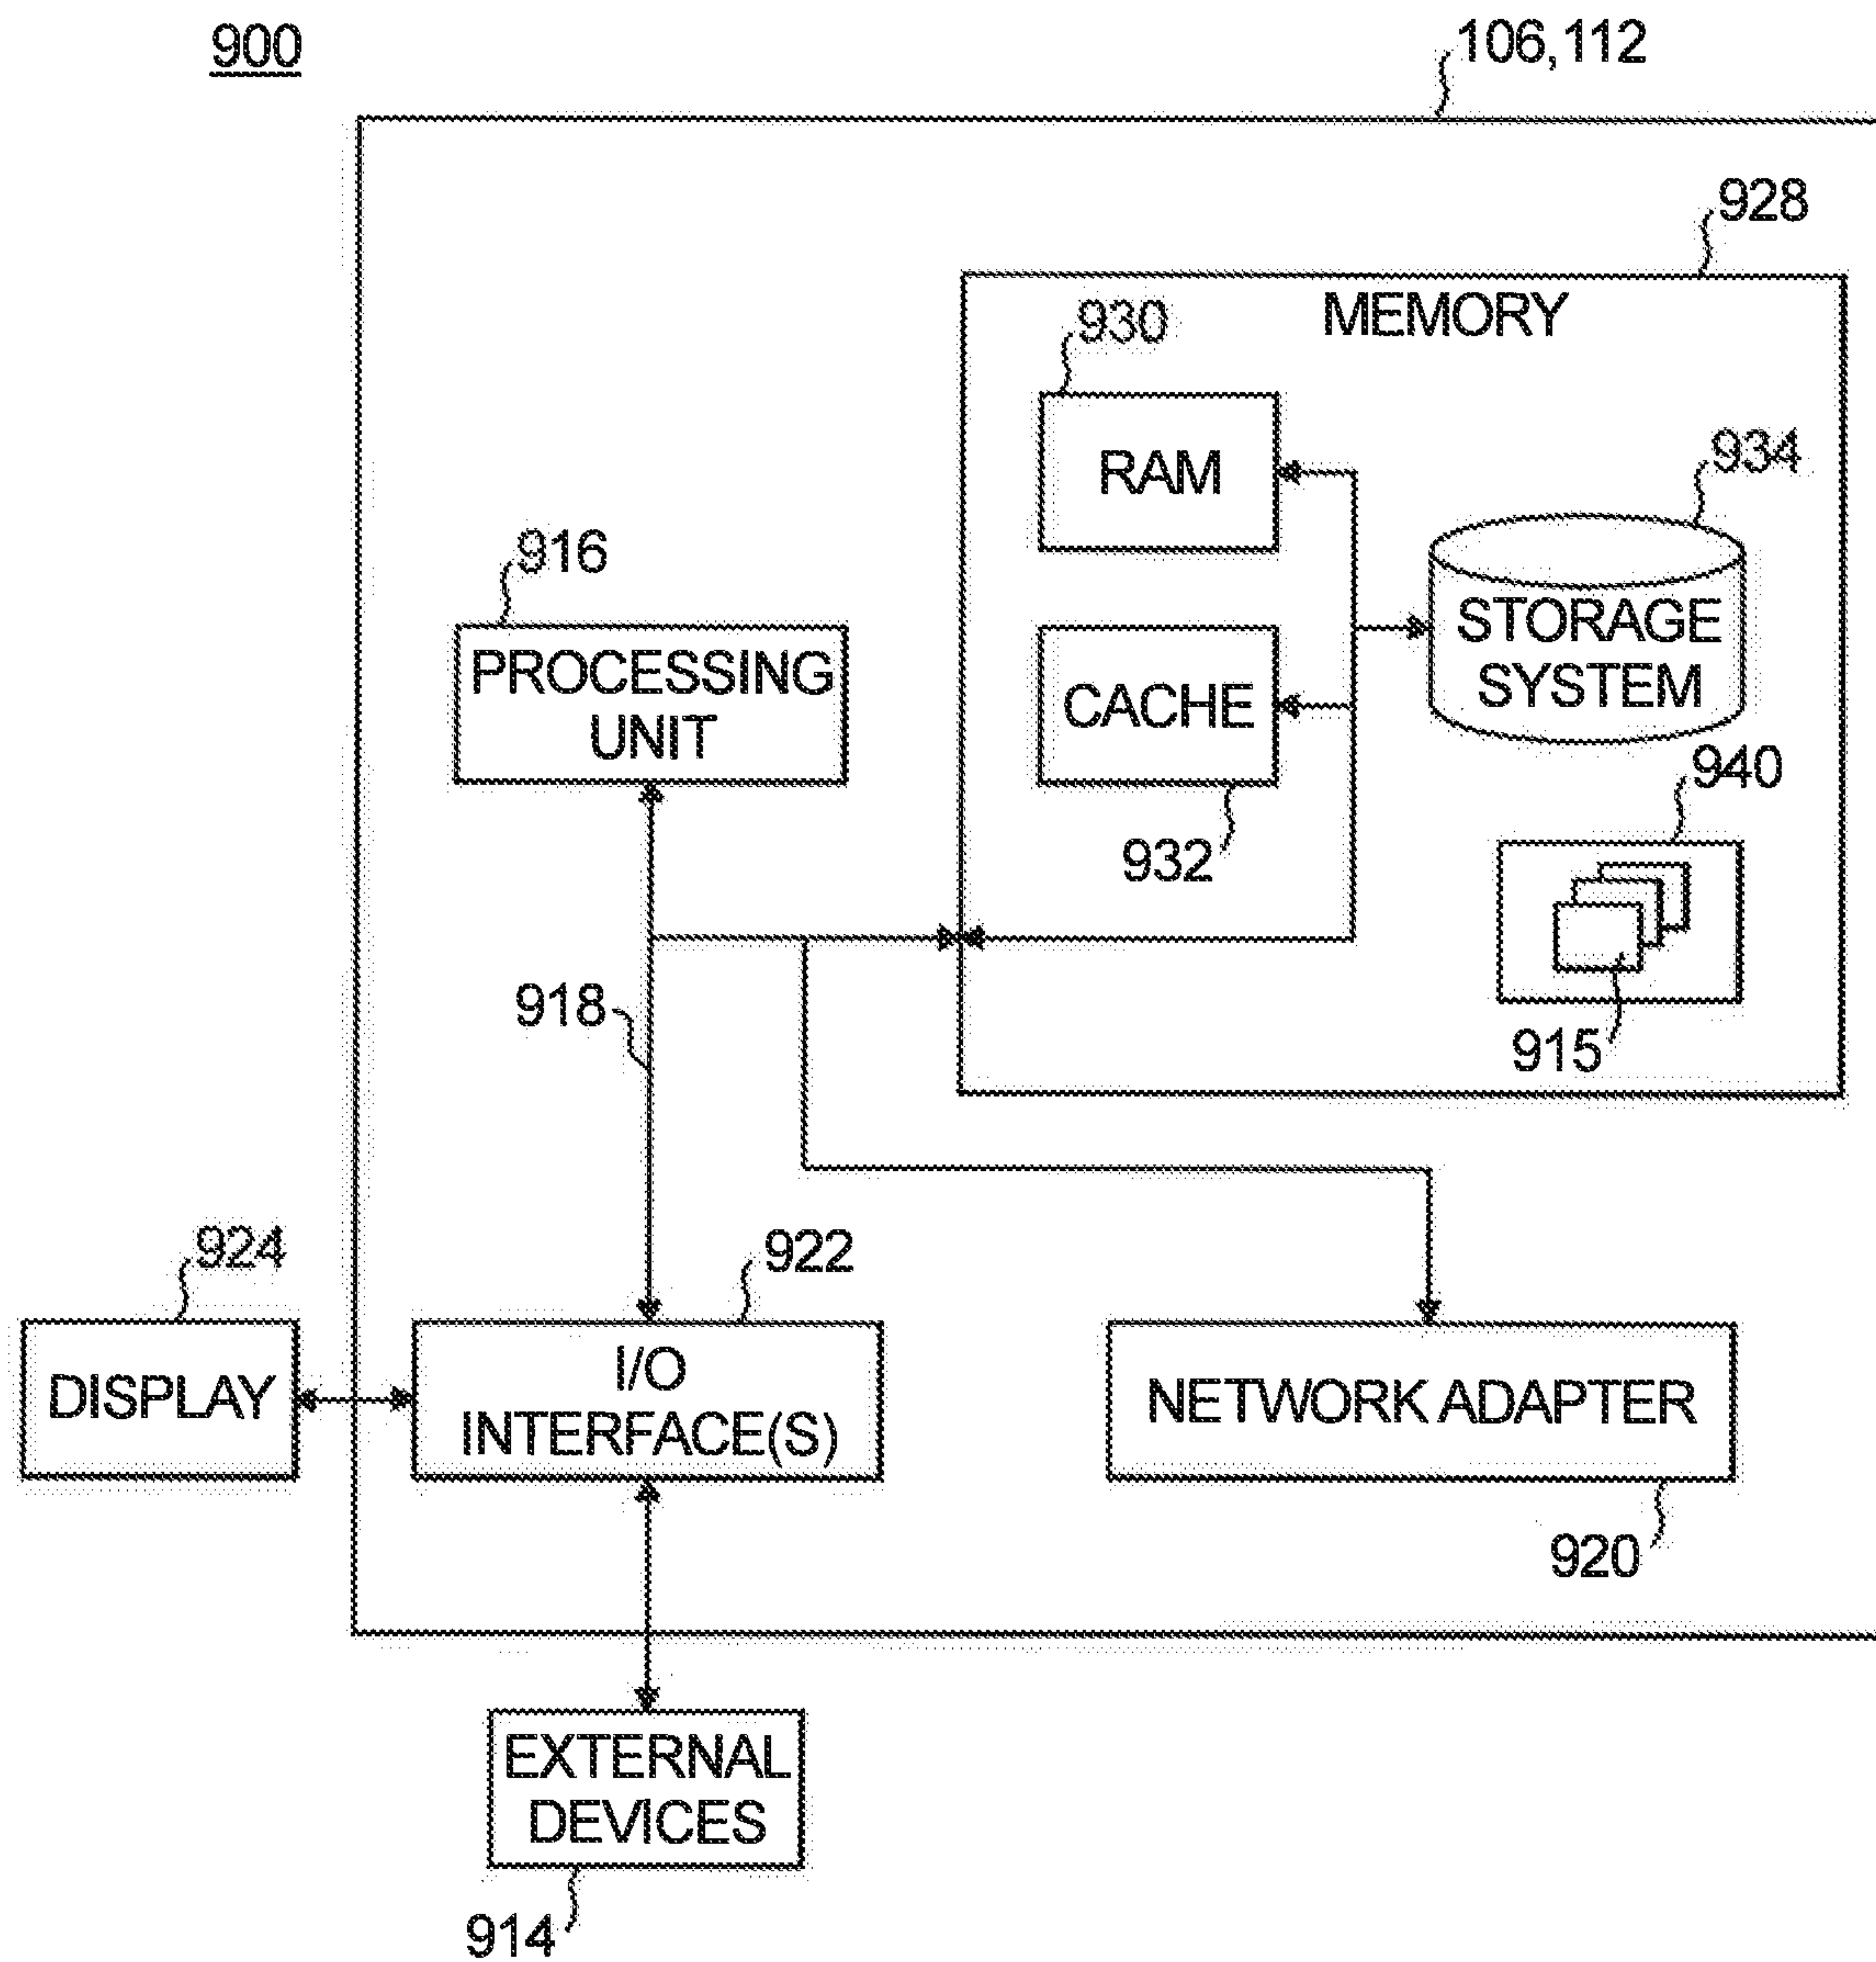 900
106,112
928
MEMORY
930
RAM
934
STORAGE
SYSTEM
916
PROCESSING
UNIT
CACHE
932
940
915
918
924
DISPLAY
922
I/O
INTERFACE(S)
NETWORK ADAPTER
920
EXTERNAL
DEVICES
914